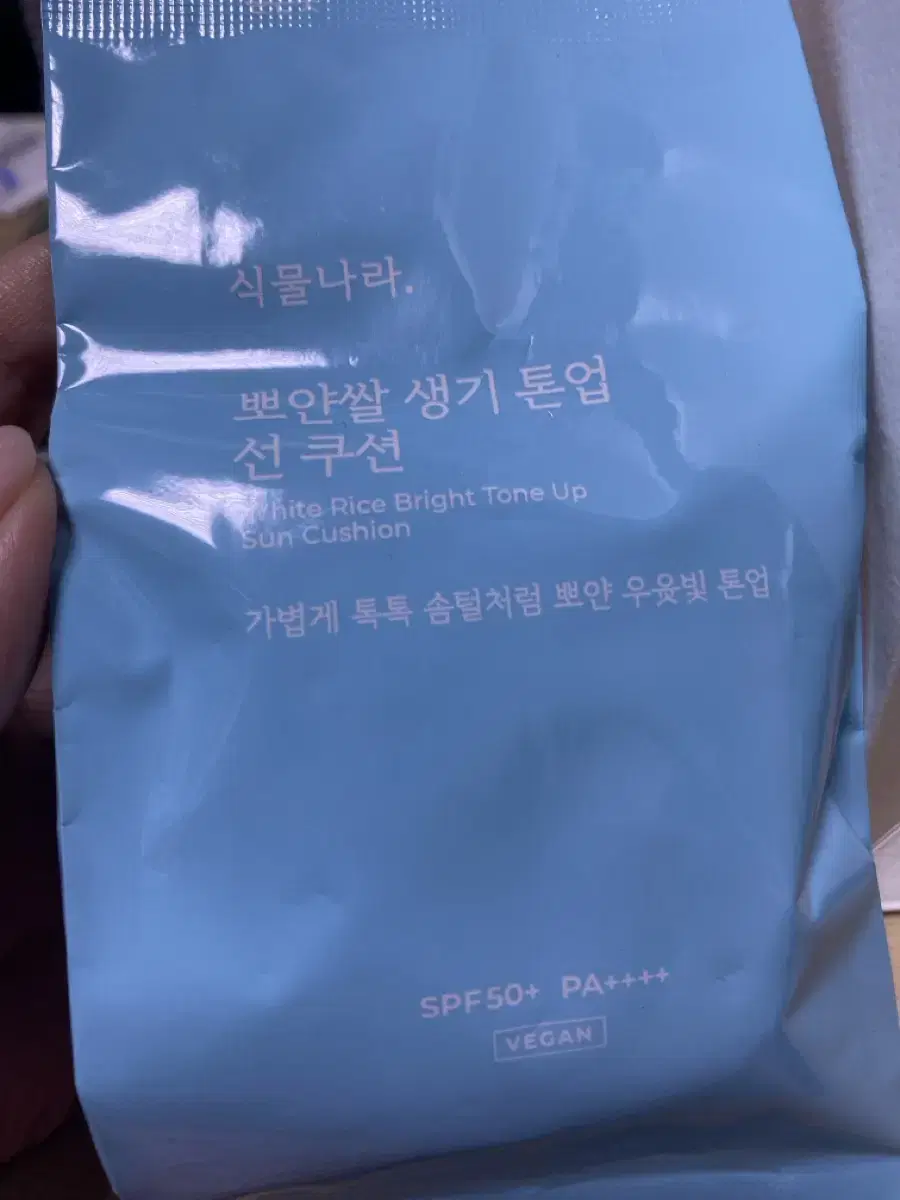 식물나라.
뽀얀쌀 생기 톤업
선 쿠션
White Rice Bright Tone Up
Sun Cushion
가볍게 톡톡 솜털처럼 뽀얀 우윳빛 톤업
SPF50+ PA++++
VEGAN